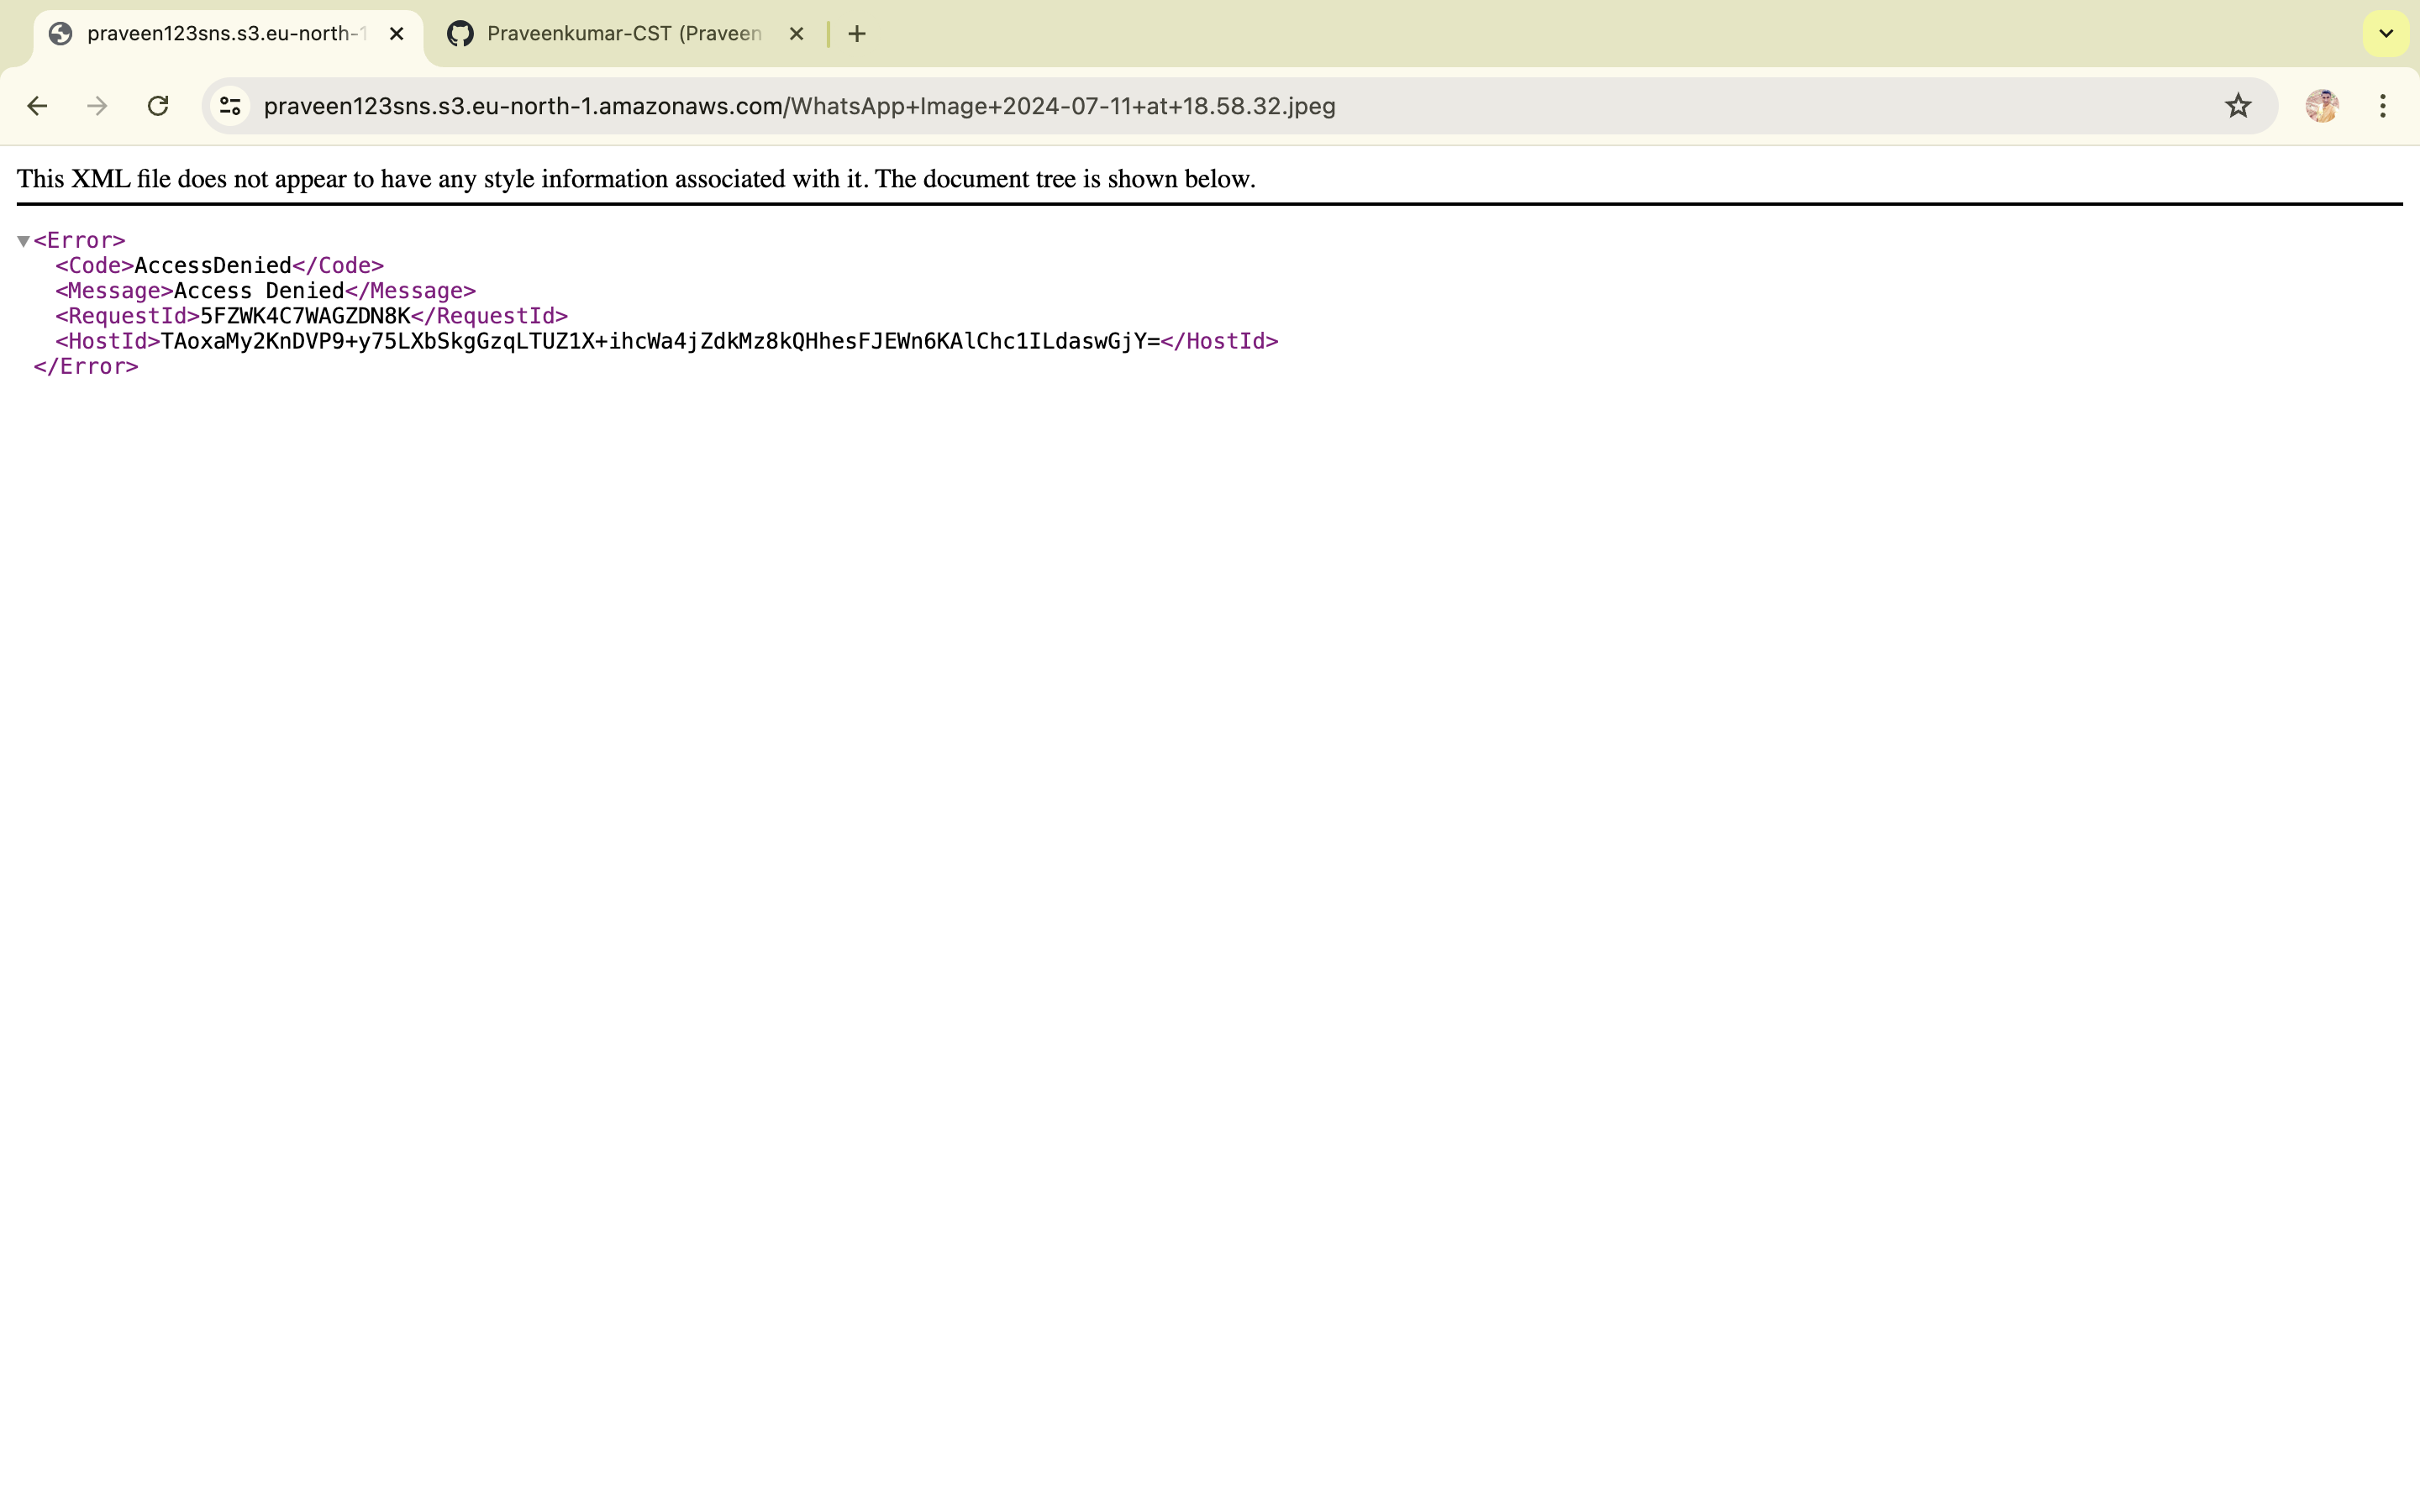 praveen123sns.s3.eu-north-1
Praveenkumar-CST (Praveen
praveen123sns.s3.eu-north-1.amazonaws.com/WhatsApp+Image+2024-07-11+at+18.58.32.jpeg
This XML file does not appear to have any style information associated with it. The document tree is shown below.
<Error>
<Code>AccessDenied</Code>
<Message>Access Denied</Message>
<RequestId>5FZWK4C7WAGZDN8K</RequestId>
<HostId>TAoxaMy2KnDVP9+y75LXbSkgGzqLTUZ1X+ihcWa4jZdkMz8kQHhesFJEWn6KAlChc1ILdaswGjY=</HostId>
</Error>